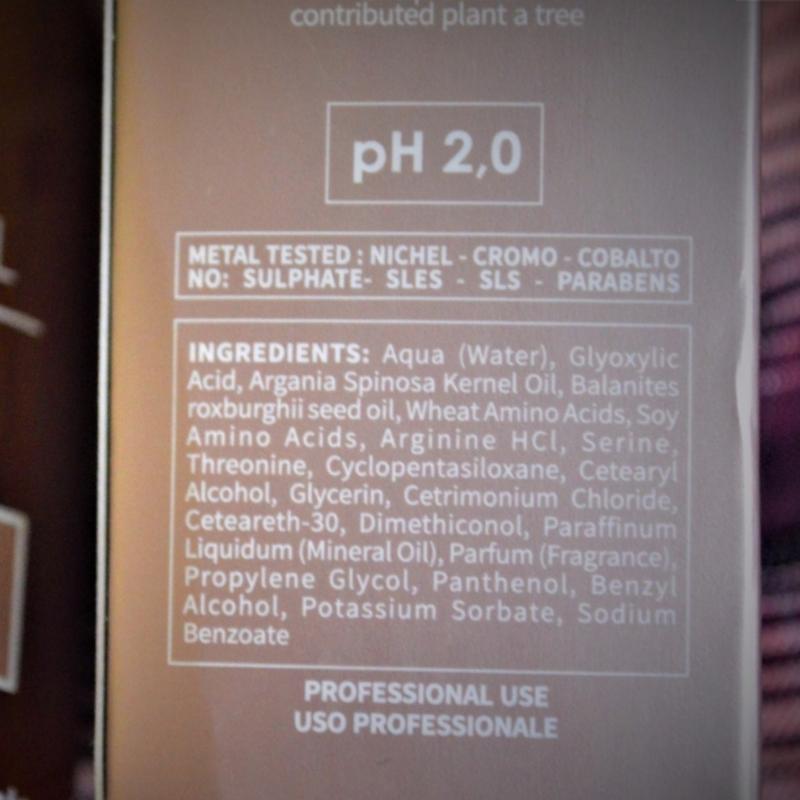 contributed plant a tree
pH 2,0
METAL TESTED : NICHEL - CROMO - COBALTO
NO: SULPHATE- SLES - SLS - PARABENS
INGREDIENTS: Aqua (Water), Glyoxylic
Acid, Argania Spinosa Kernel Oil, Balanites
roxburghii seed oil, Wheat Amino Acids, Soy
Amino Acids, Arginine HCl, Serine,
Threonine, Cyclopentasiloxane, Cetearyl
Alcohol, Glycerin, Cetrimonium Chloride,
Ceteareth-30, Dimethiconol, Paraffinum
Liquidum (Mineral Oil), Parfum (Fragrance),
Propylene Glycol, Panthenol, Benzyl
Alcohol, Potassium Sorbate, Sodium
Benzoate
PROFESSIONAL USE
USO PROFESSIONALE